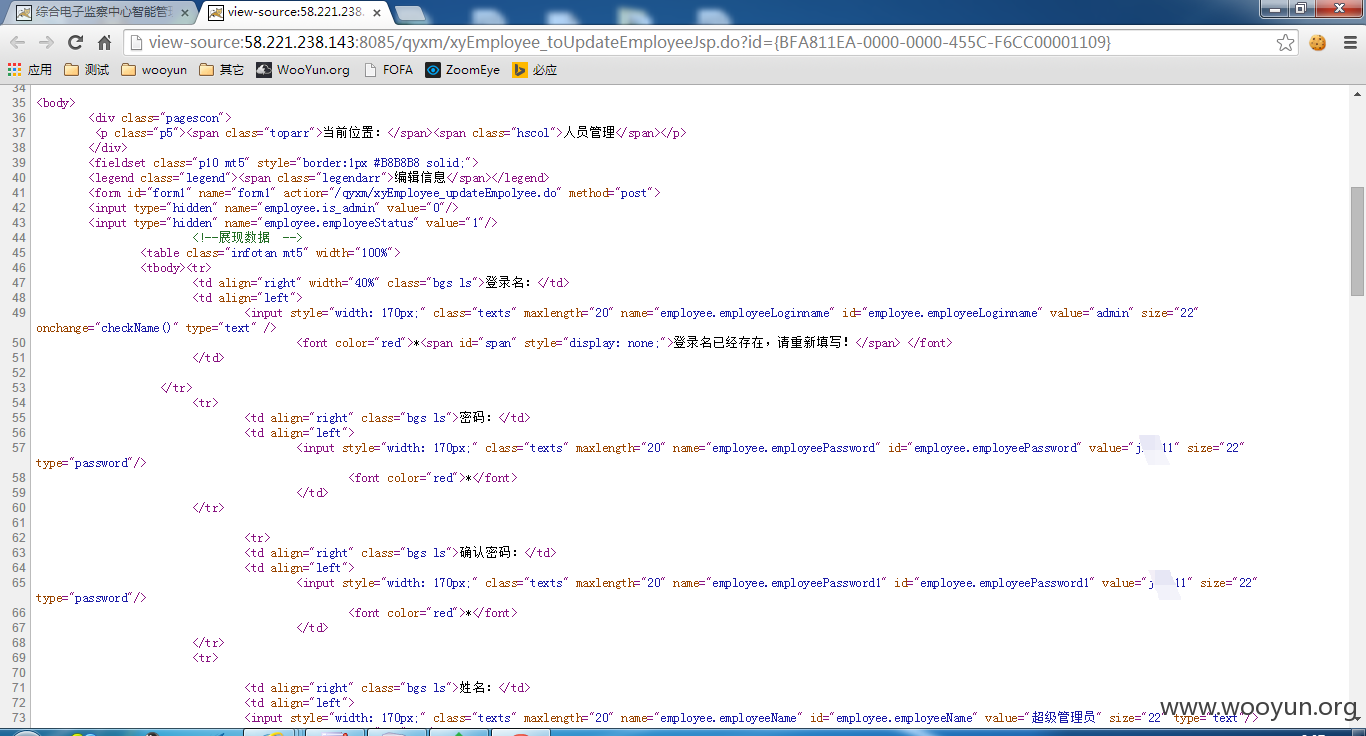 综合电子监察中心智能管
view-source:58.221.238.
view-source:58.221.238.143:8085/qyxm/xyEmployee_toUpdateEmployeeJsp.do?id={BFA811EA-0000-0000-455C-F6CC00001109}
应用 测试 wooyun 其它 WooYun.org FOFA ZoomEye 必应
34
35 <body>
36 <div class="pagescon">
37 <p class="p5"><span class="toparr">当前位置：</span><span class="hscol">人员管理</span></p>
38 </div>
39 <fieldset class="p10 mt5" style="border:1px #B8B8B8 solid;">
40 <legend class="legend"><span class="legendarr">编辑信息</span></legend>
41 <form id="form1" name="form1" action="/qyxm/xyEmployee_updateEmpolyee.do" method="post">
42 <input type="hidden" name="employee.is_admin" value="0"/>
43 <input type="hidden" name="employee.employeeStatus" value="1"/>
44 <!--展现数据 -->
45 <table class="infotan mt5" width="100%">
46 <tbody><tr>
47 <td align="right" width="40%" class="bgs ls">登录名：</td>
48 <td align="left">
49 <input style="width: 170px;" class="texts" maxlength="20" name="employee.employeeLoginname" id="employee.employeeLoginname" value="admin" size="22"
onchange="checkName()" type="text" />
50 <font color="red">*<span id="span" style="display: none;">登录名已经存在，请重新填写！</span> </font>
51 </td>
52
53 </tr>
54 <tr>
55 <td align="right" class="bgs ls">密码：</td>
56 <td align="left">
57 <input style="width: 170px;" class="texts" maxlength="20" name="employee.employeePassword" id="employee.employeePassword" value="j 11" size="22"
type="password"/>
58 <font color="red">*</font>
59 </td>
60 </tr>
61
62 <tr>
63 <td align="right" class="bgs ls">确认密码：</td>
64 <td align="left">
65 <input style="width: 170px;" class="texts" maxlength="20" name="employee.employeePassword1" id="employee.employeePassword1" value="j 11" size="22"
type="password"/>
66 <font color="red">*</font>
67 </td>
68 </tr>
69 <tr>
70
71 <td align="right" class="bgs ls">姓名：</td>
72 <td align="left">
73 <input style="width: 170px;" class="texts" maxlength="20" name="employee.employeeName" id="employee.employeeName" value="超级管理员" size="22" type="text"/>
www.wooyun.org